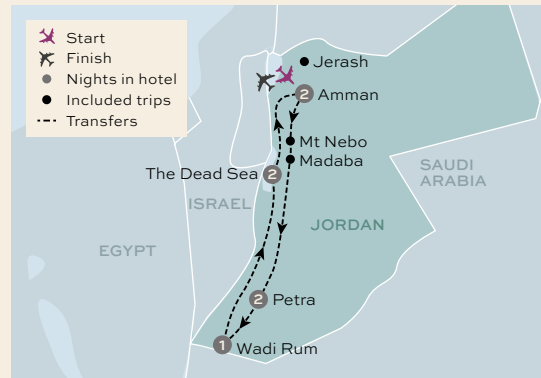 Start
Finish
Nights in hotel
Included trips
Transfers
Jerash
2 Amman
Mt Nebo
Madaba
The Dead Sea 2
SAUDI
ARABIA
ISRAEL
JORDAN
EGYPT
2 Petra
1 Wadi Rum